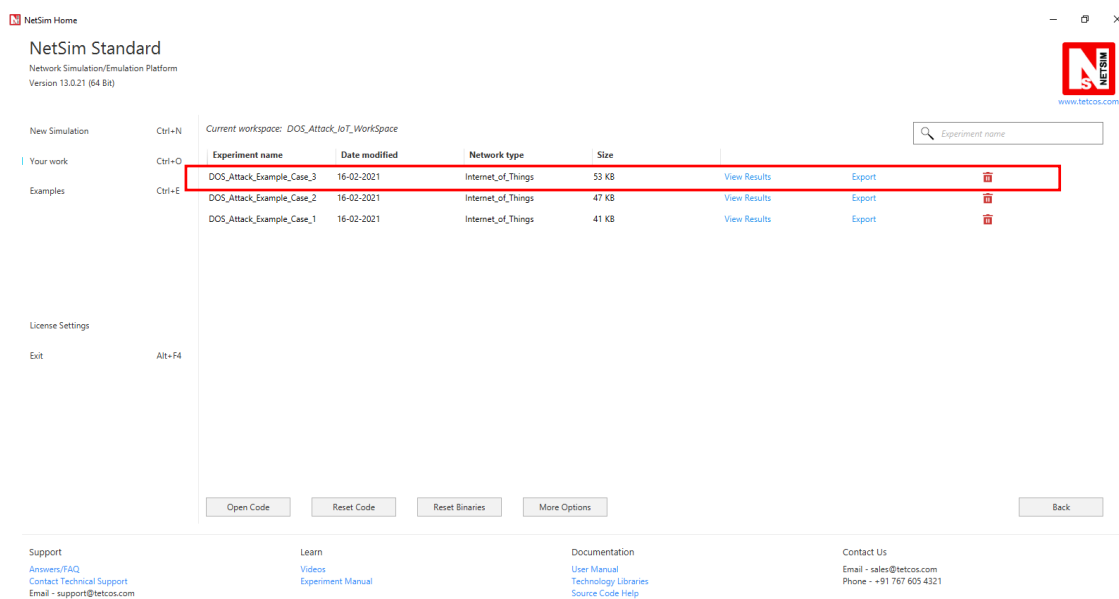 NetSim Home
NetSim Standard
Network Simulation/Emulation Platform
Version 13.0.21 (64 Bit)
NETSIM
www.tetcos.com
New Simulation Ctrl+N
Your work Ctrl+O
Examples Ctrl+E
License Settings
Exit Alt+F4
Current workspace: DOS_Attack_IoT_WorkSpace
Experiment name
Experiment name Date modified Network type Size
DOS_Attack_Example_Case_3 16-02-2021 Internet_of_Things 53 KB View Results Export
DOS_Attack_Example_Case_2 16-02-2021 Internet_of_Things 47 KB View Results Export
DOS_Attack_Example_Case_1 16-02-2021 Internet_of_Things 41 KB View Results Export
Open Code Reset Code Reset Binaries More Options Back
Support
Answers/FAQ
Contact Technical Support
Email - support@tetcos.com
Learn
Videos
Experiment Manual
Documentation
User Manual
Technology Libraries
Source Code Help
Contact Us
Email - sales@tetcos.com
Phone - +91 767 605 4321